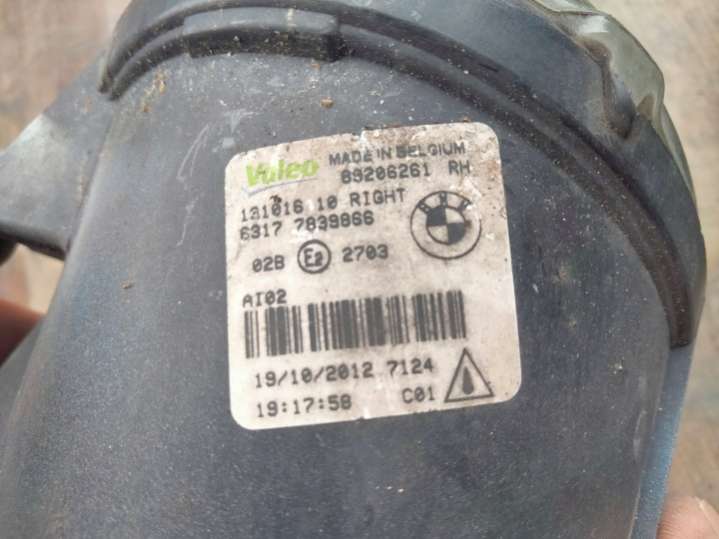 Valeo MADE IN BELGIUM
89206261 RH
131016 10 RIGHT
6317 7839866
BMW
02B E2 2703
AI02
19/10/2012 7124
19:17:58 C01